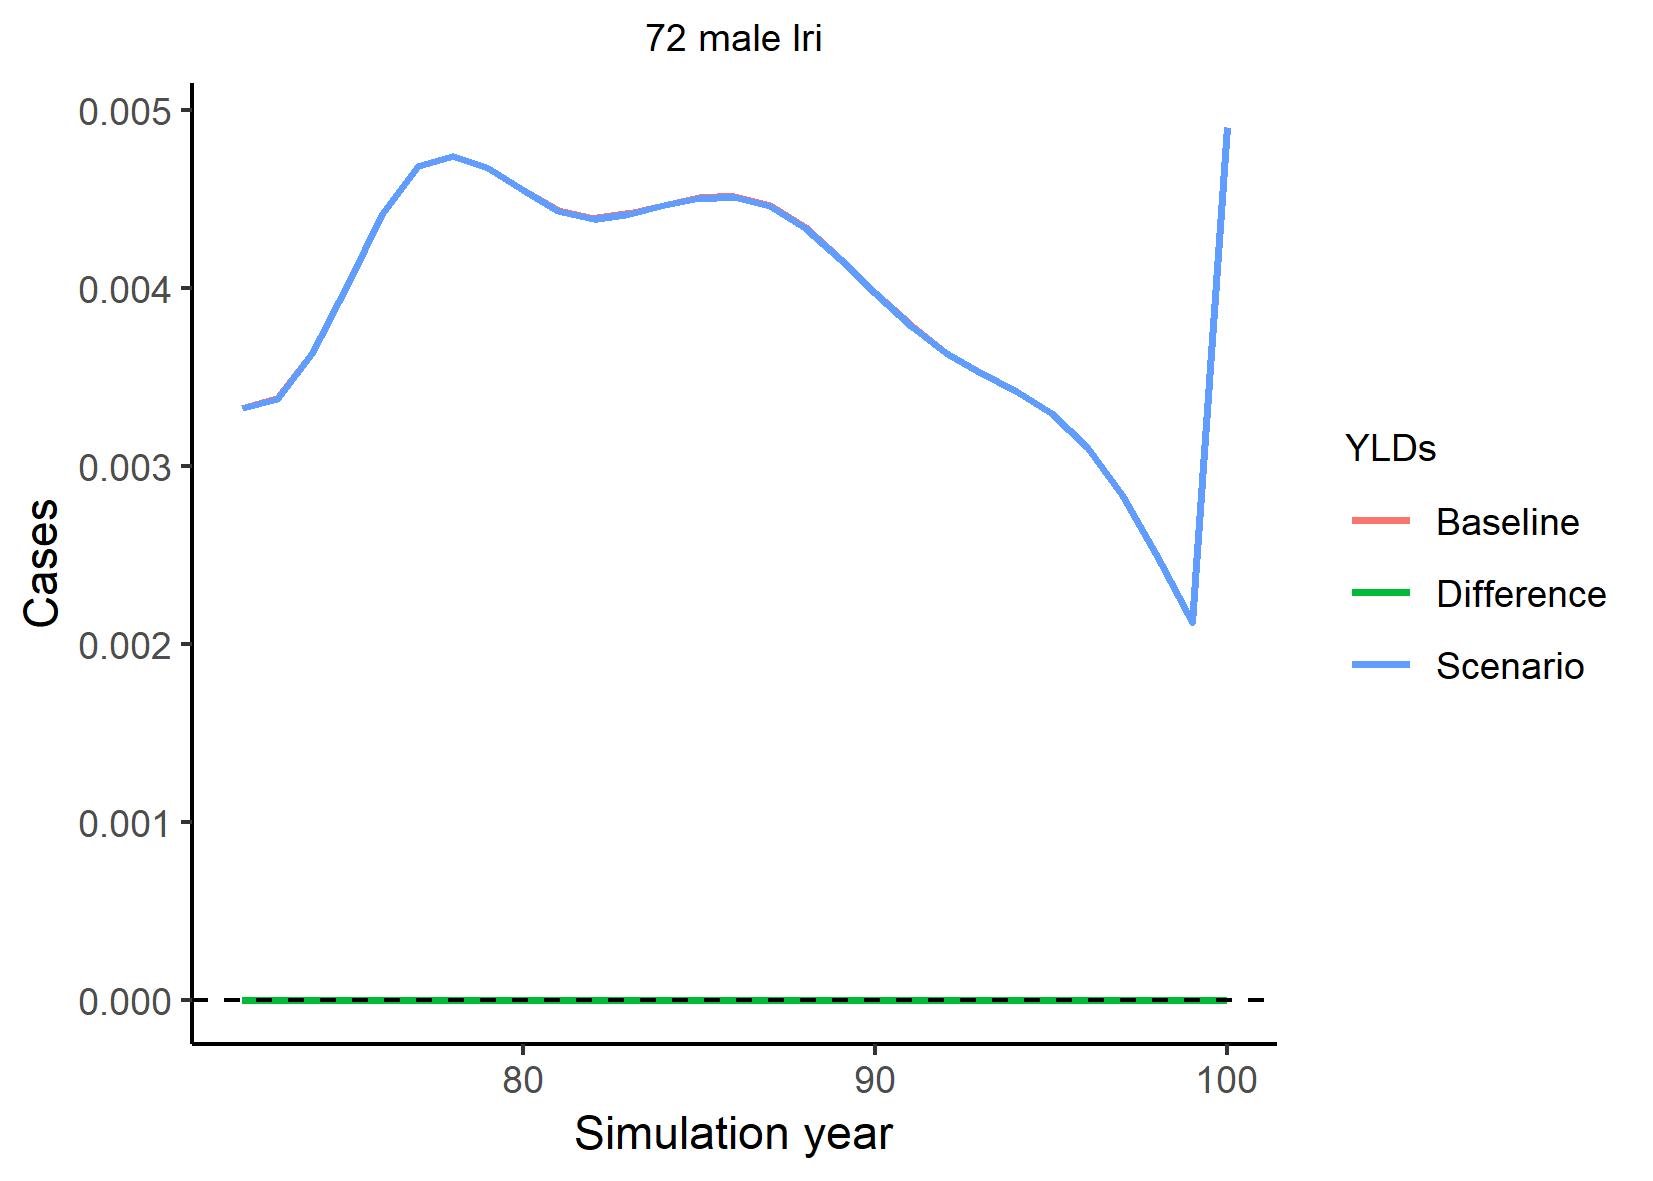 72 male lri
0.005
0.004
0.003
0.002
0.001
0.000
Cases
80 90 100
Simulation year
YLDs
Baseline
Difference
Scenario